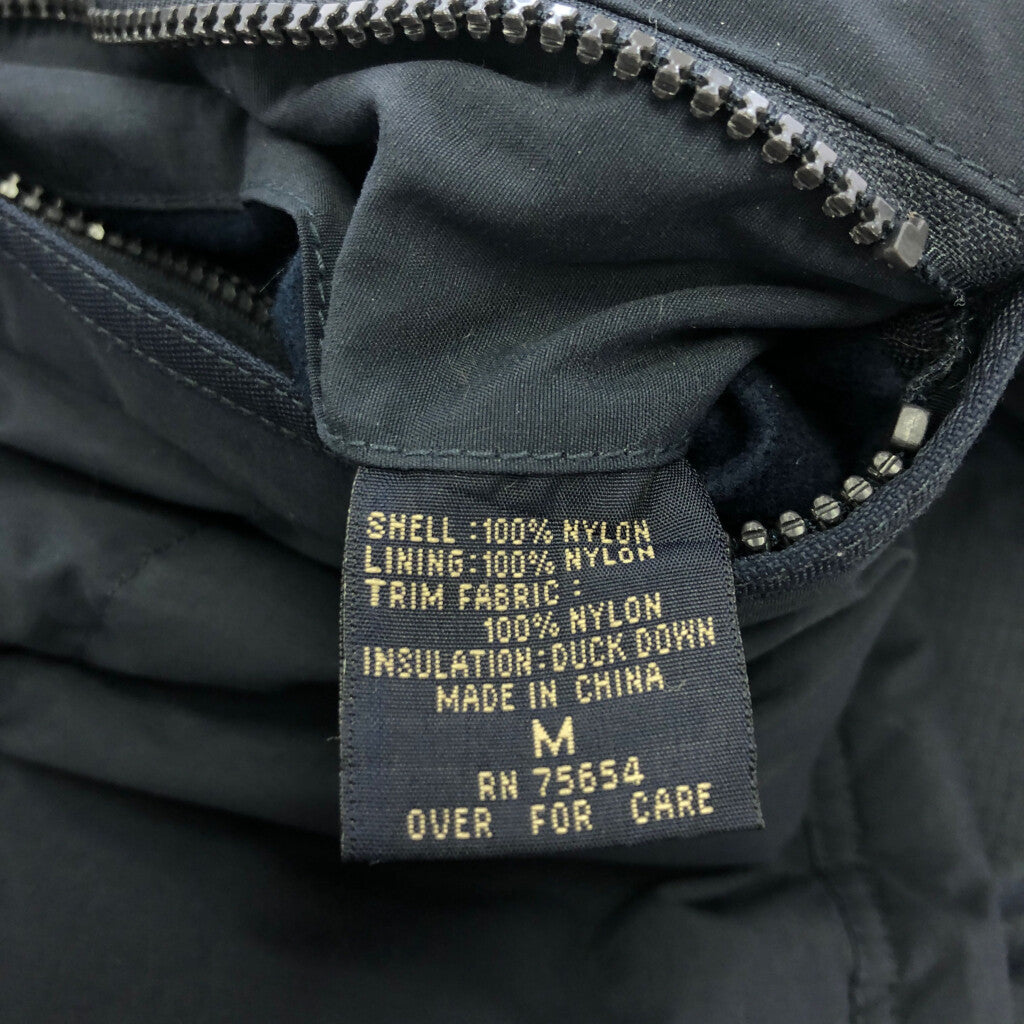 SHELL:100% NYLON
LINING:100% NYLON
TRIM FABRIC:
100% NYLON
INSULATION:DUCK DOWN
MADE IN CHINA
M
RN 75654
OVER FOR CARE